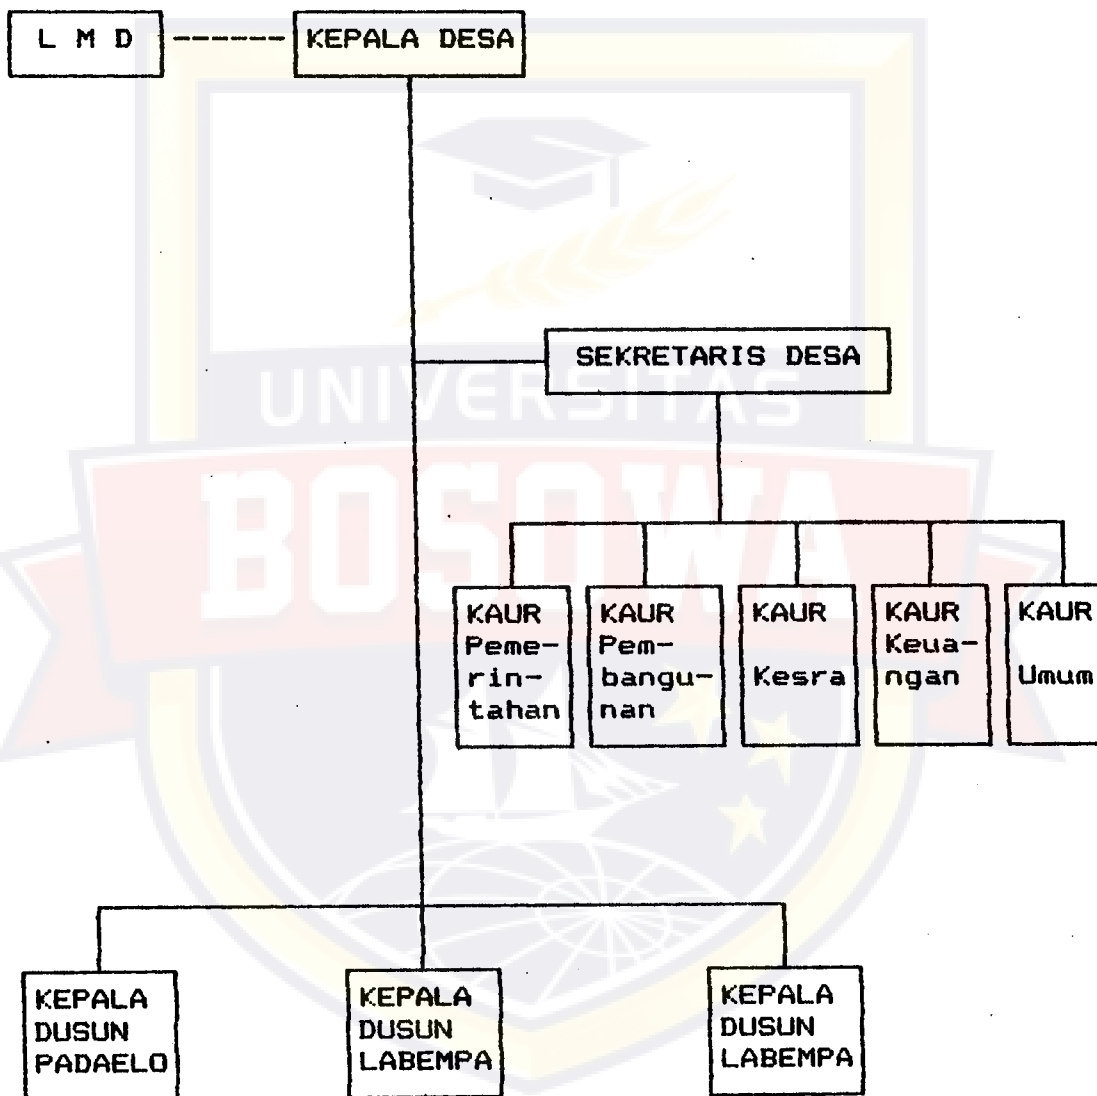 L M D ------ KEPALA DESA
UNIVERSITAS
BOSOWA
SEKRETARIS DESA
KAUR
Peme-
rin-
tahan
KAUR
Pem-
bangu-
nan
KAUR
Kesra
KAUR
Keua-
ngan
KAUR
Umum
KEPALA
DUSUN
PADAELO
KEPALA
DUSUN
LABEMPA
KEPALA
DUSUN
LABEMPA